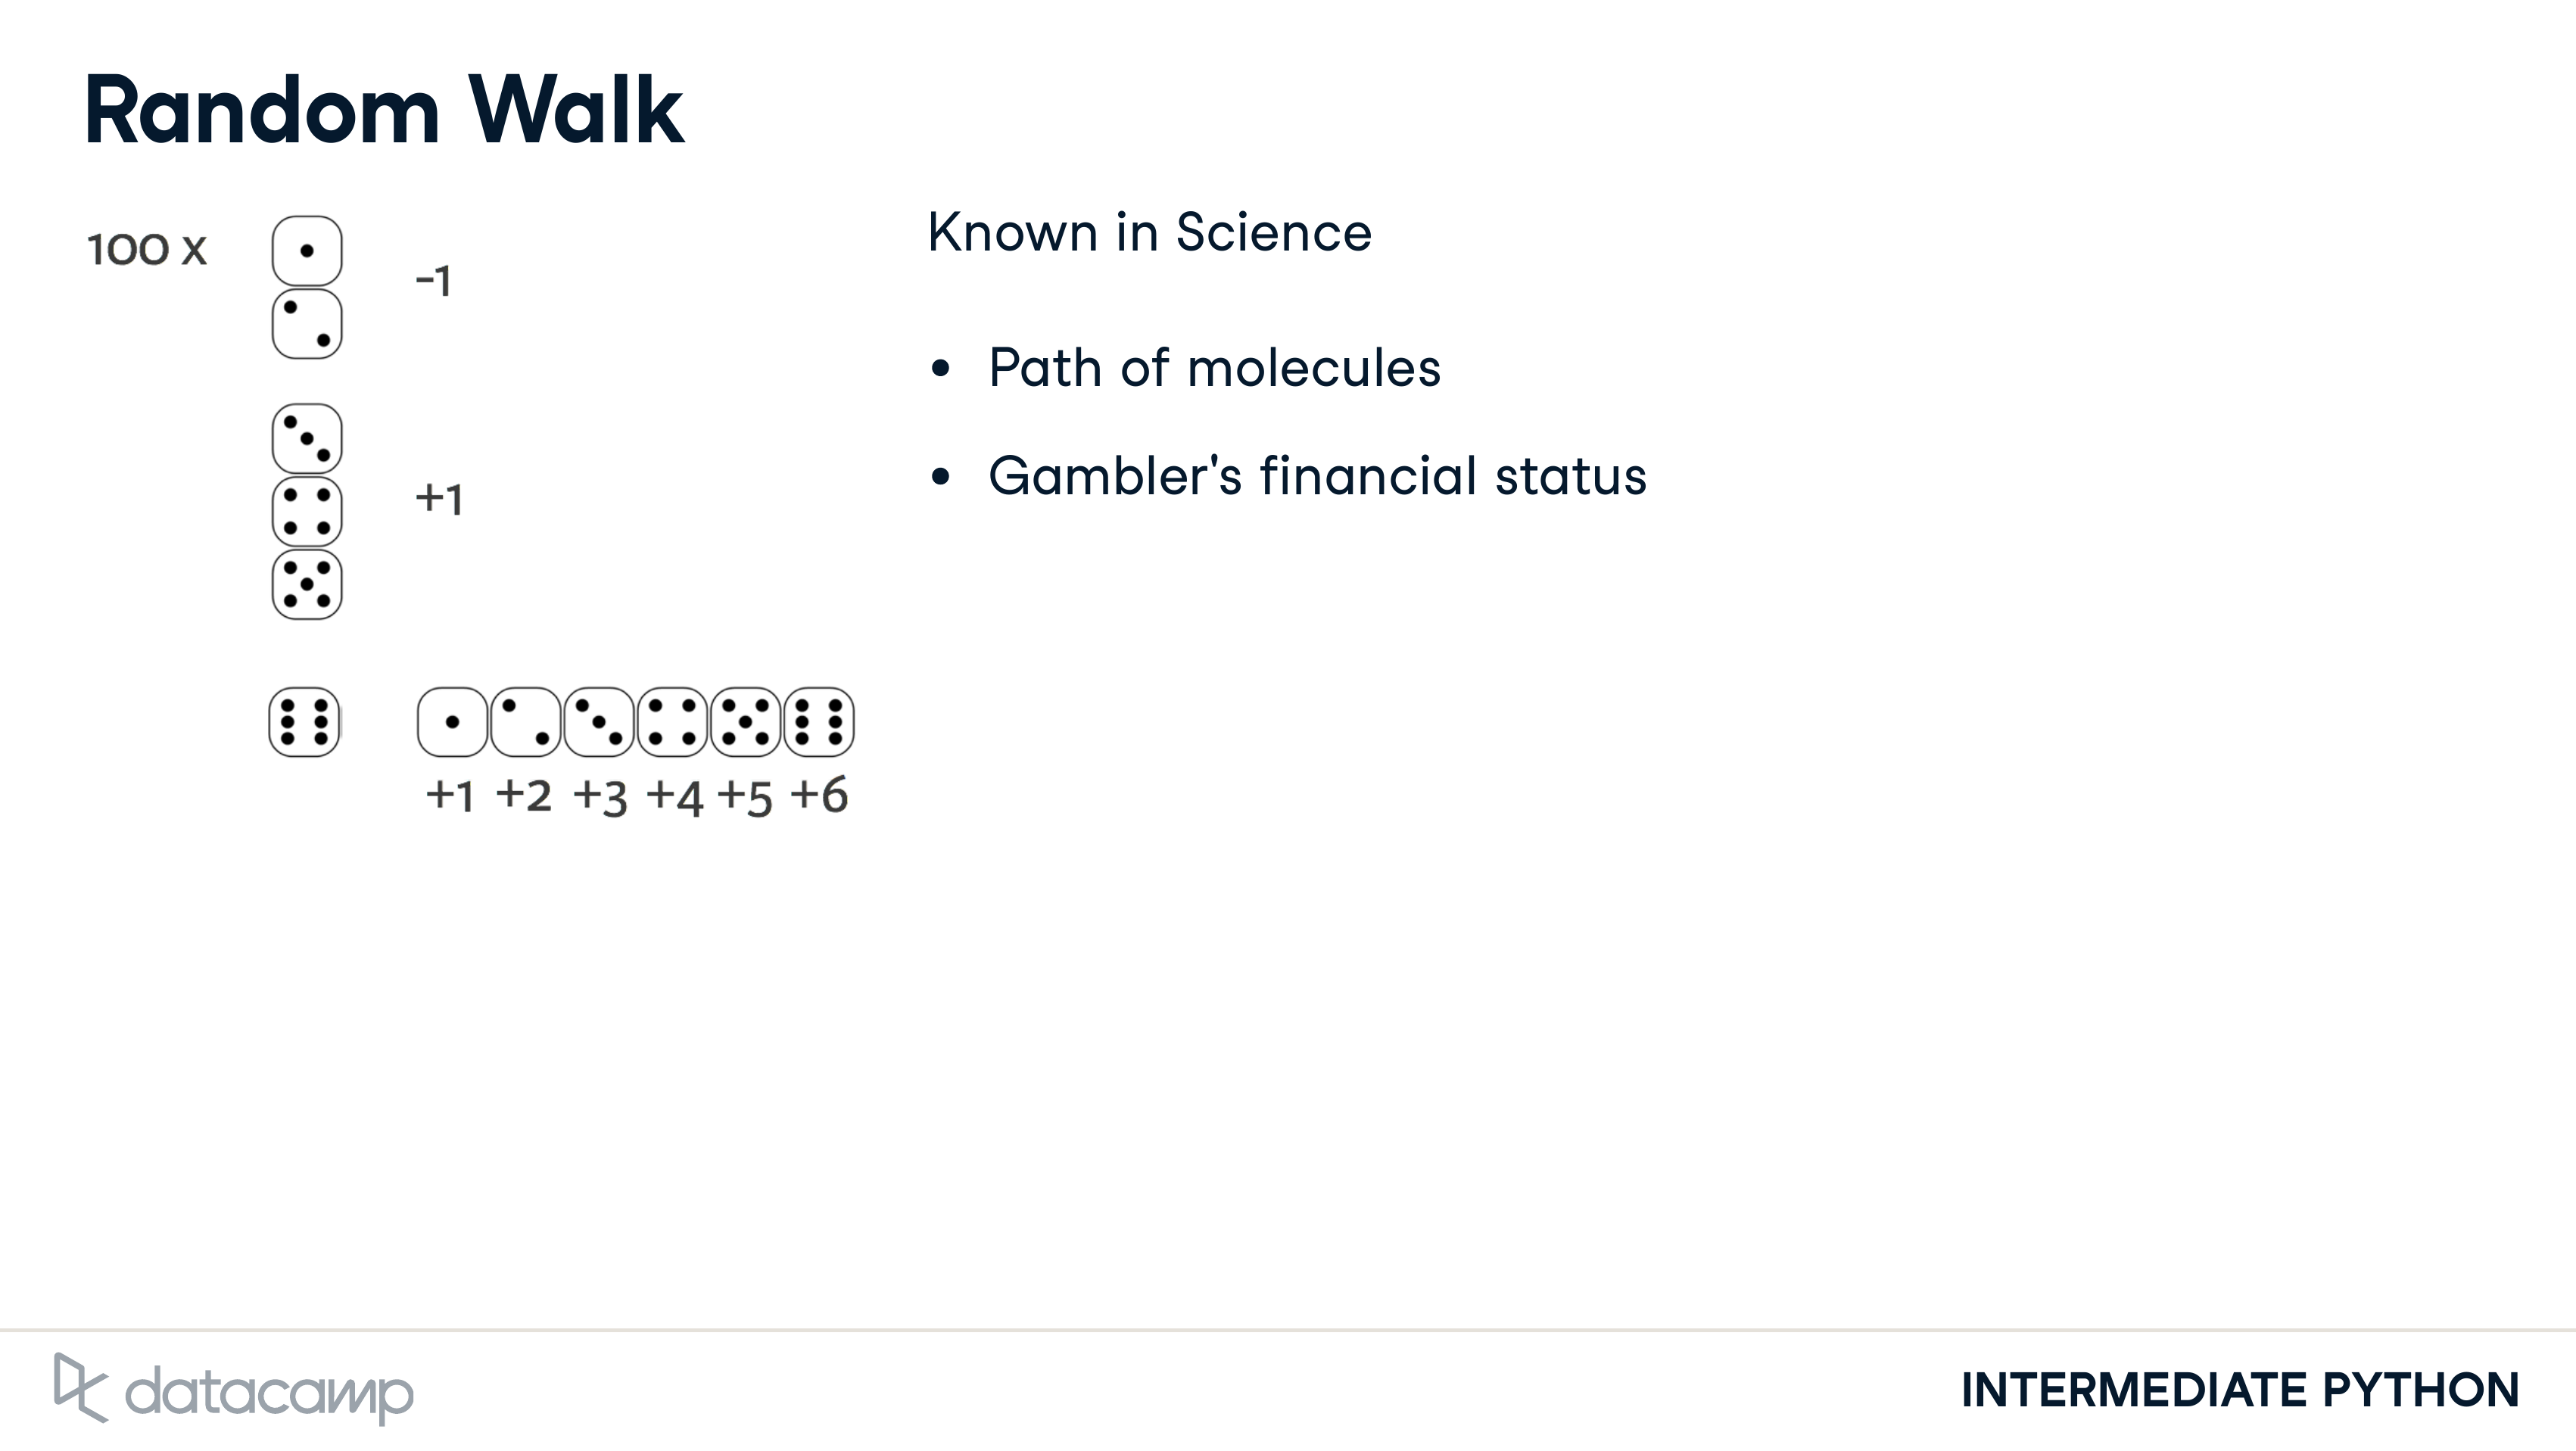 Random Walk
100 x
-1
+1
+1 +2 +3 +4 +5 +6
Known in Science
• Path of molecules
• Gambler's financial status
datacamp
INTERMEDIATE PYTHON